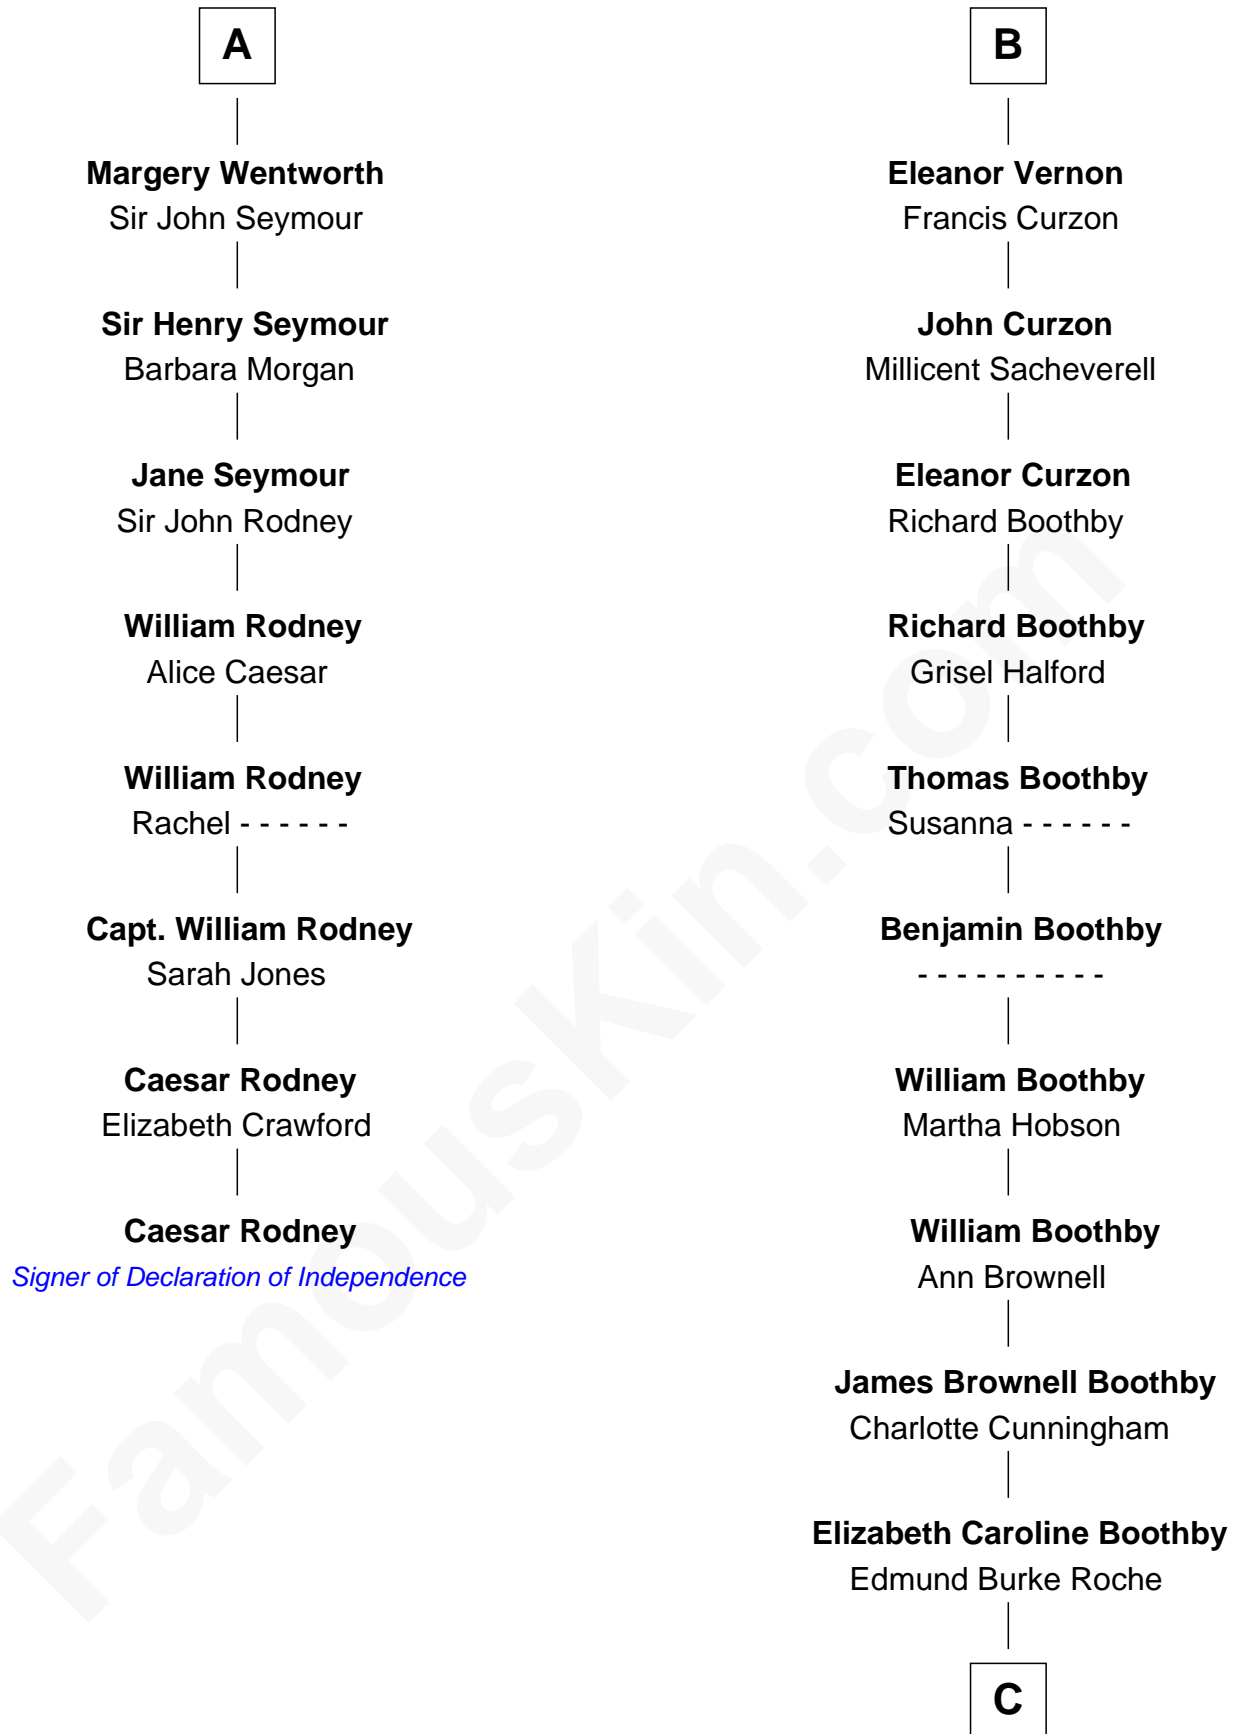 A
Margery Wentworth
Sir John Seymour
Sir Henry Seymour
Barbara Morgan
Jane Seymour
Sir John Rodney
William Rodney
Alice Caesar
William Rodney
Rachel - - - - - -
Capt. William Rodney
Sarah Jones
Caesar Rodney
Elizabeth Crawford
Caesar Rodney
Signer of Declaration of Independence
B
Eleanor Vernon
Francis Curzon
John Curzon
Millicent Sacheverell
Eleanor Curzon
Richard Boothby
Richard Boothby
Grisel Halford
Thomas Boothby
Susanna - - - - - -
Benjamin Boothby
- - - - - - - - - -
William Boothby
Martha Hobson
William Boothby
Ann Brownell
James Brownell Boothby
Charlotte Cunningham
Elizabeth Caroline Boothby
Edmund Burke Roche
C
FamousKin.com